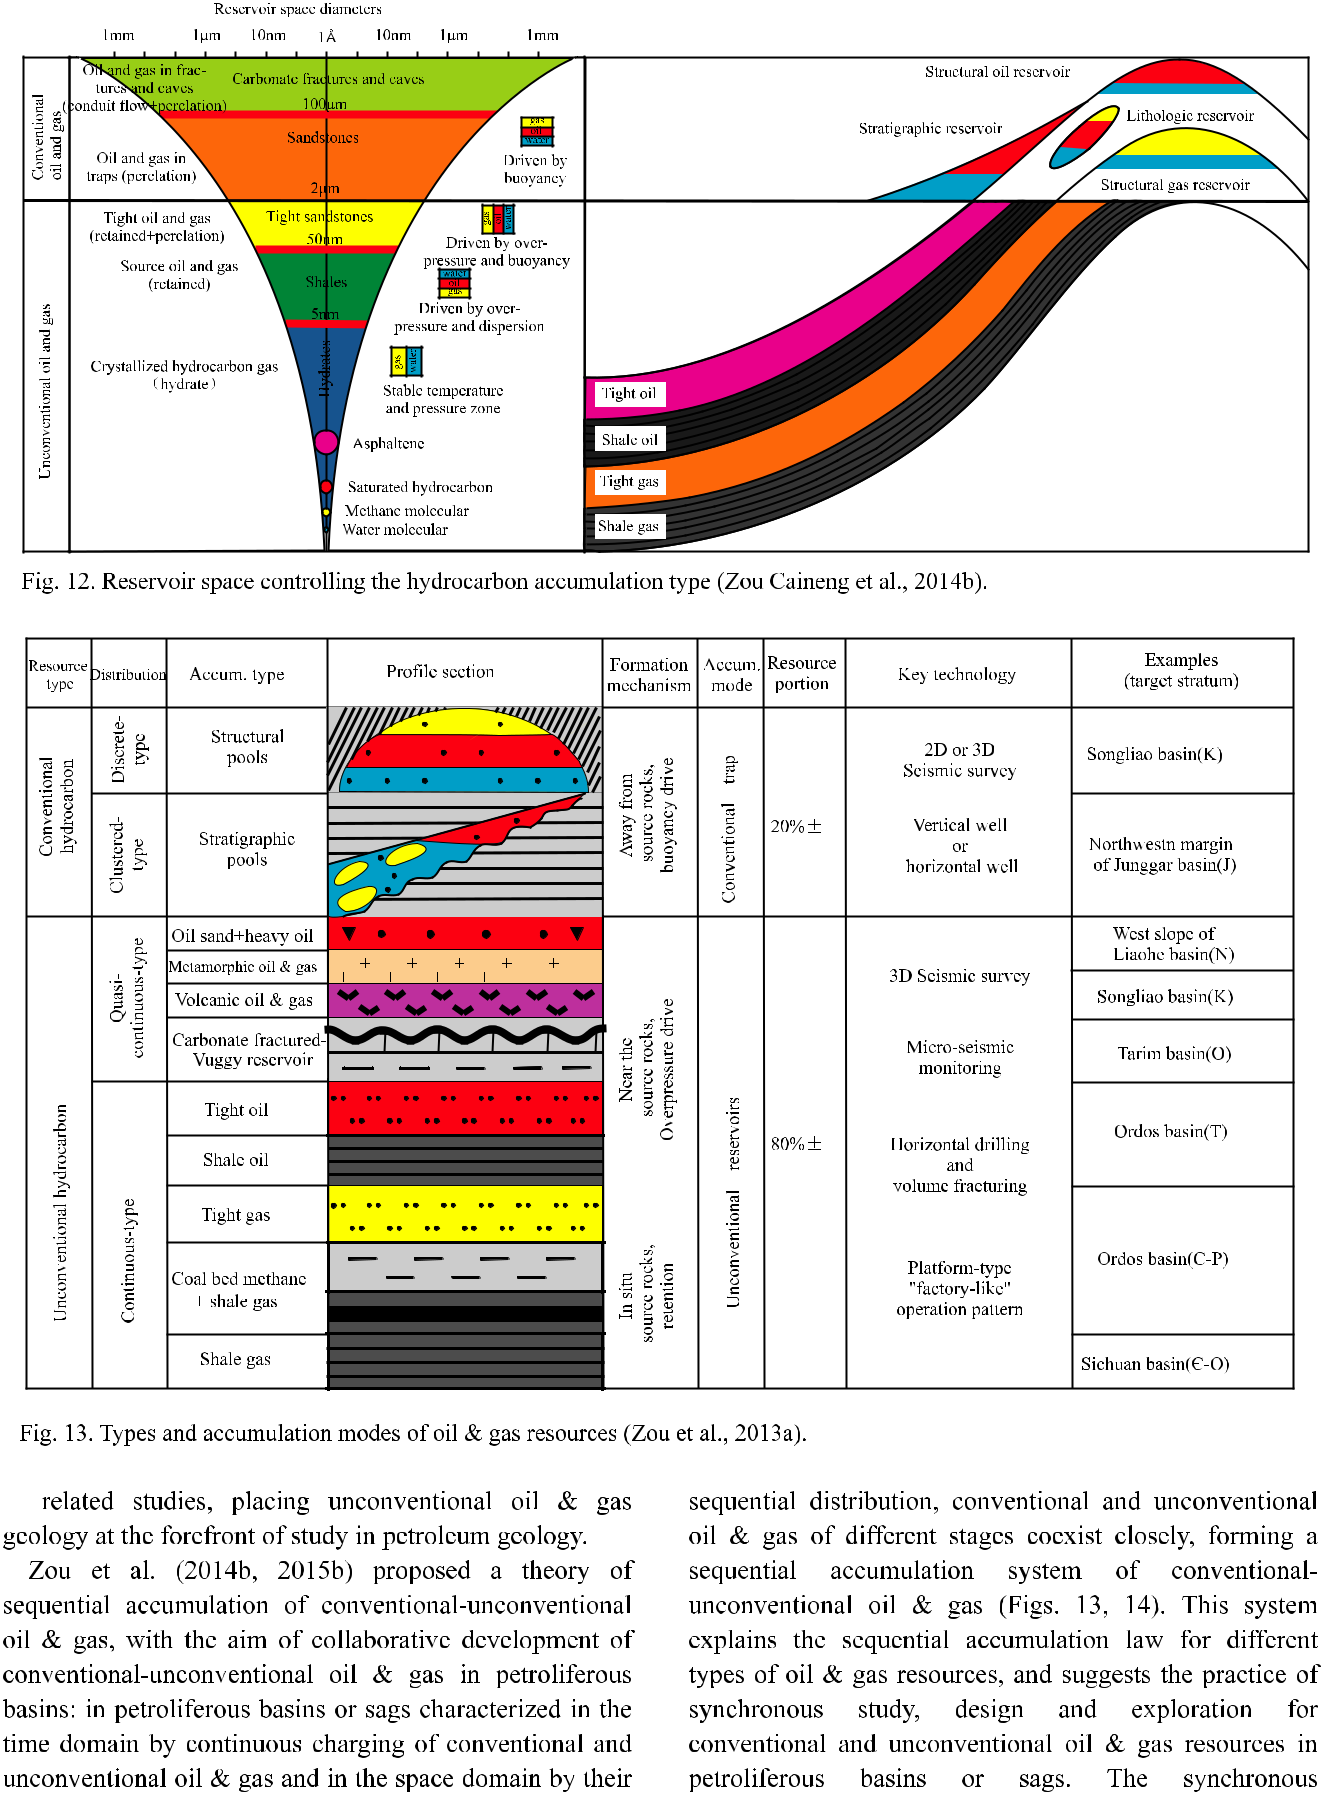 Reservoir space diameters
1mm 1μm 10nm 1Å 10nm 1μm 1mm
Conventional
oil and gas
Oil and gas in frac-
tures and caves
(conduit flow+perclation)
Carbonate fractures and caves
100μm
Sandstones
Oil and gas in
traps (perclation)
2μm
gas
oil
water
Driven by
buoyancy
Unconventional oil and gas
Tight oil and gas
(retained+perclation)
Tight sandstones
50μm
gas
oil
water
Driven by over-
pressure and buoyancy
Source oil and gas
(retained)
Shales
5nm
water
oil
gas
Driven by over-
pressure and dispersion
Crystallized hydrocarbon gas
(hydrate)
Hydrates
gas
water
Stable temperature
and pressure zone
Asphaltene
Saturated hydrocarbon
Methane molecular
Water molecular
Structural oil reservoir
Stratigraphic reservoir
Lithologic reservoir
Structural gas reservoir
Tight oil
Shale oil
Tight gas
Shale gas
Fig. 12. Reservoir space controlling the hydrocarbon accumulation type (Zou Caineng et al., 2014b).
Resource
type
Distribution
Accum. type
Profile section
Formation
mechanism
Accum.
mode
Resource
portion
Key technology
Examples
(target stratum)
Conventional
hydrocarbon
Discrete-
type
Structural
pools
Clustered-
type
Stratigraphic
pools
Away from
source rocks,
buoyancy drive
Conventional trap
20%±
2D or 3D
Seismic survey
Vertical well
or
horizontal well
Songliao basin(K)
Northwestn margin
of Junggar basin(J)
Unconventional hydrocarbon
Quasi-
continuous-type
Oil sand+heavy oil
Metamorphic oil & gas
Volcanic oil & gas
Carbonate fractured-
Vuggy reservoir
Continuous-type
Tight oil
Shale oil
Tight gas
Coal bed methane
+ shale gas
Shale gas
Near the
source rocks,
Overpressure drive
In situ
source rocks,
retention
Unconventional reservoirs
80%±
3D Seismic survey
Micro-seismic
monitoring
Horizontal drilling
and
volume fracturing
Platform-type
"factory-like"
operation pattern
West slope of
Liaohe basin(N)
Songliao basin(K)
Tarim basin(O)
Ordos basin(T)
Ordos basin(C-P)
Sichuan basin(Є-O)
Fig. 13. Types and accumulation modes of oil & gas resources (Zou et al., 2013a).
related studies, placing unconventional oil & gas
geology at the forefront of study in petroleum geology.
Zou et al. (2014b, 2015b) proposed a theory of
sequential accumulation of conventional-unconventional
oil & gas, with the aim of collaborative development of
conventional-unconventional oil & gas in petroliferous
basins: in petroliferous basins or sags characterized in the
time domain by continuous charging of conventional and
unconventional oil & gas and in the space domain by their
sequential distribution, conventional and unconventional
oil & gas of different stages coexist closely, forming a
sequential accumulation system of conventional-
unconventional oil & gas (Figs. 13, 14). This system
explains the sequential accumulation law for different
types of oil & gas resources, and suggests the practice of
synchronous study, design and exploration for
conventional and unconventional oil & gas resources in
petroliferous basins or sags. The synchronous